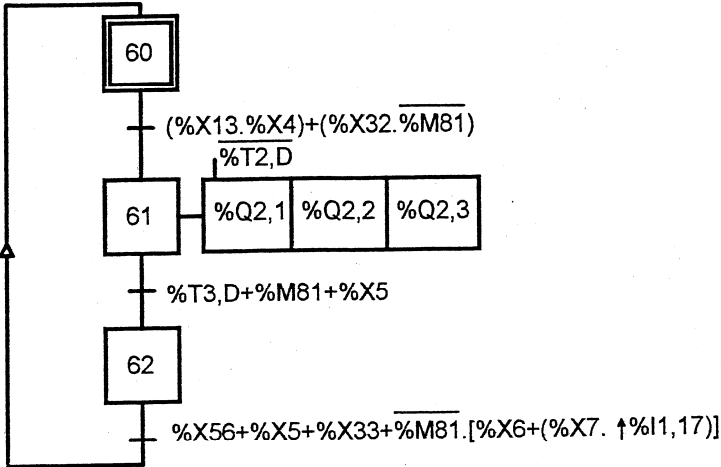 60
(%X13.%X4)+(%X32.%M81)
%T2,D
61
%Q2,1 %Q2,2 %Q2,3
%T3,D+%M81+%X5
62
%X56+%X5+%X33+%M81.[%X6+(%X7. ↑%I1,17)]